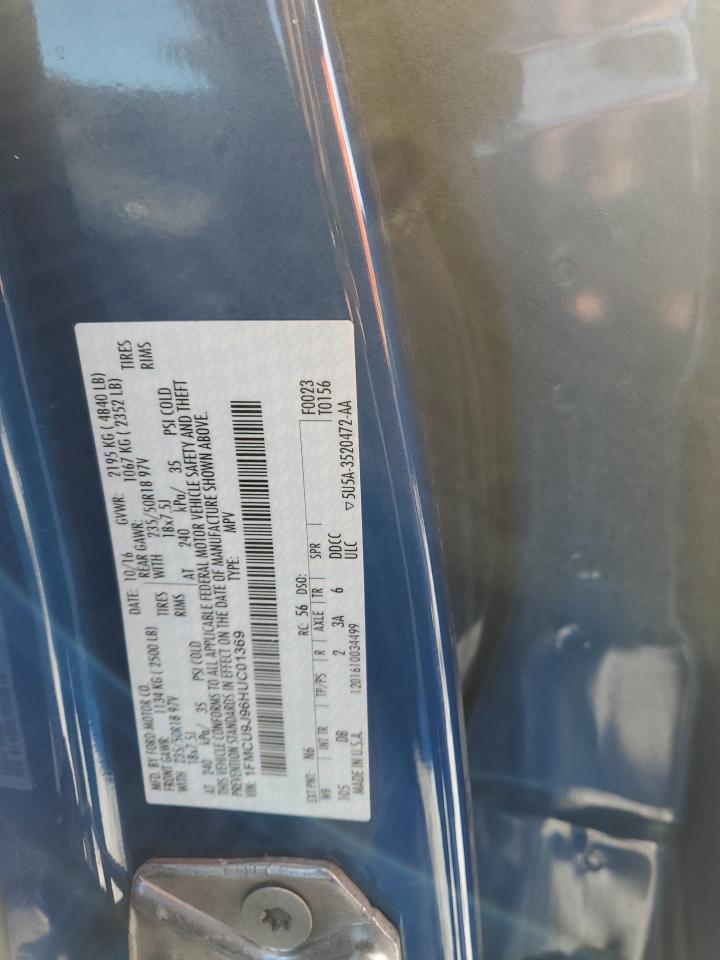 MFD. BY FORD MOTOR CO.
DATE: 10/16 GVWR: 2195 KG ( 4840 LB)
FRONT GAWR: 1134 KG ( 2500 LB) REAR GAWR: 1067 KG ( 2352 LB)
WITH 235/50R18 97V TIRES WITH 235/50R18 97V TIRES
18x7.5J RIMS 18x7.5J RIMS
AT 240 kPa/ 35 PSI COLD AT 240 kPa/ 35 PSI COLD
THIS VEHICLE CONFORMS TO ALL APPLICABLE FEDERAL MOTOR VEHICLE SAFETY AND THEFT
PREVENTION STANDARDS IN EFFECT ON THE DATE OF MANUFACTURE SHOWN ABOVE.
VIN: 1FMCU9J96HUC01369 TYPE: MPV
EXT PNT: N6 RC: 56 DSO: F0023
WB INT TR TP/PS R AXLE TR SPR T0156
105 DB 2 3A 6 DDCC
ULC
MADE IN U.S.A. 1201610034499 ▽5U5A-3520472-AA